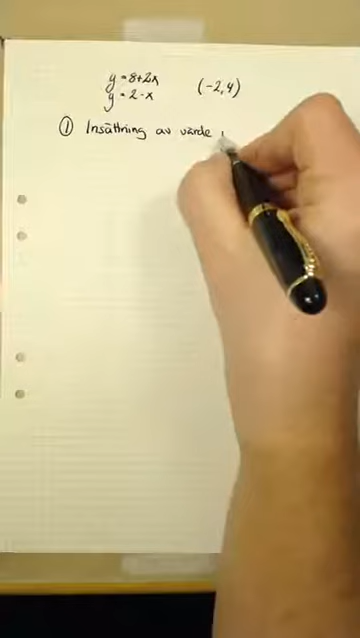 y = 8+2x (-2,4)
y = 2-x
① Insättning av värde